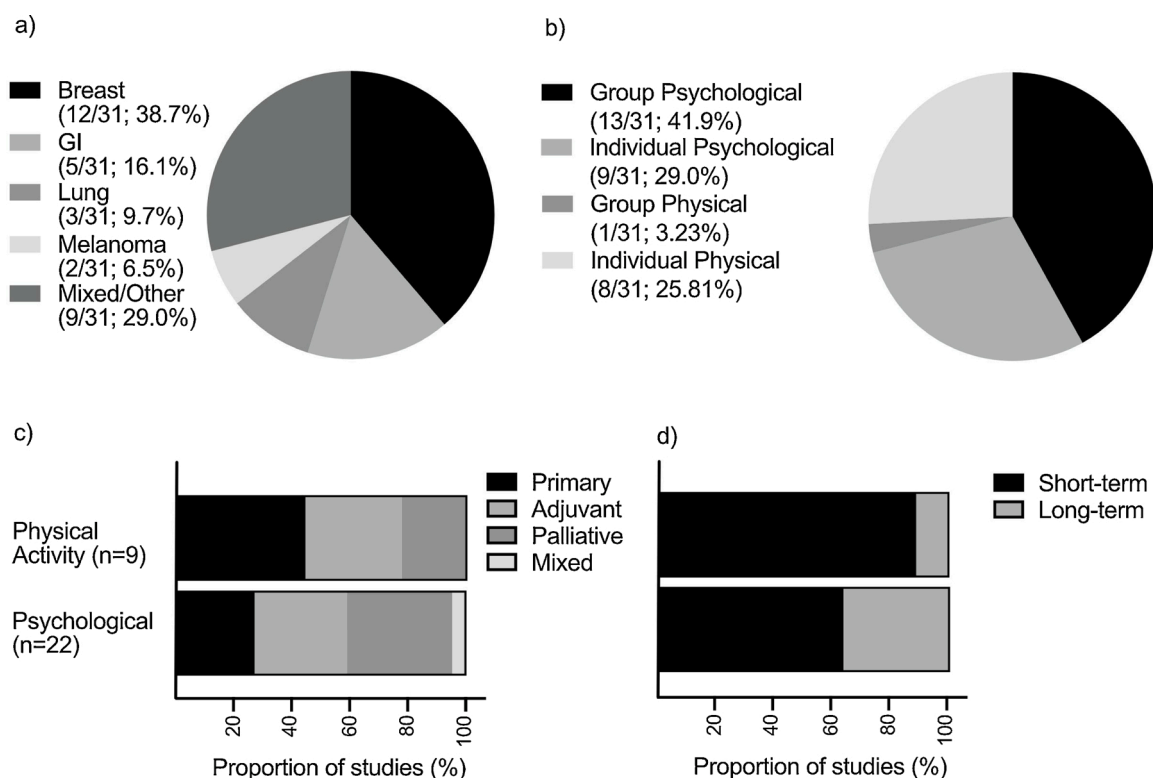 a)
Breast
(12/31; 38.7%)
GI
(5/31; 16.1%)
Lung
(3/31; 9.7%)
Melanoma
(2/31; 6.5%)
Mixed/Other
(9/31; 29.0%)
b)
Group Psychological
(13/31; 41.9%)
Individual Psychological
(9/31; 29.0%)
Group Physical
(1/31; 3.23%)
Individual Physical
(8/31; 25.81%)
c)
Physical
Activity (n=9)
Psychological
(n=22)
Primary
Adjuvant
Palliative
Mixed
20
40
60
80
100
Proportion of studies (%)
d)
Short-term
Long-term
20
40
60
80
100
Proportion of studies (%)